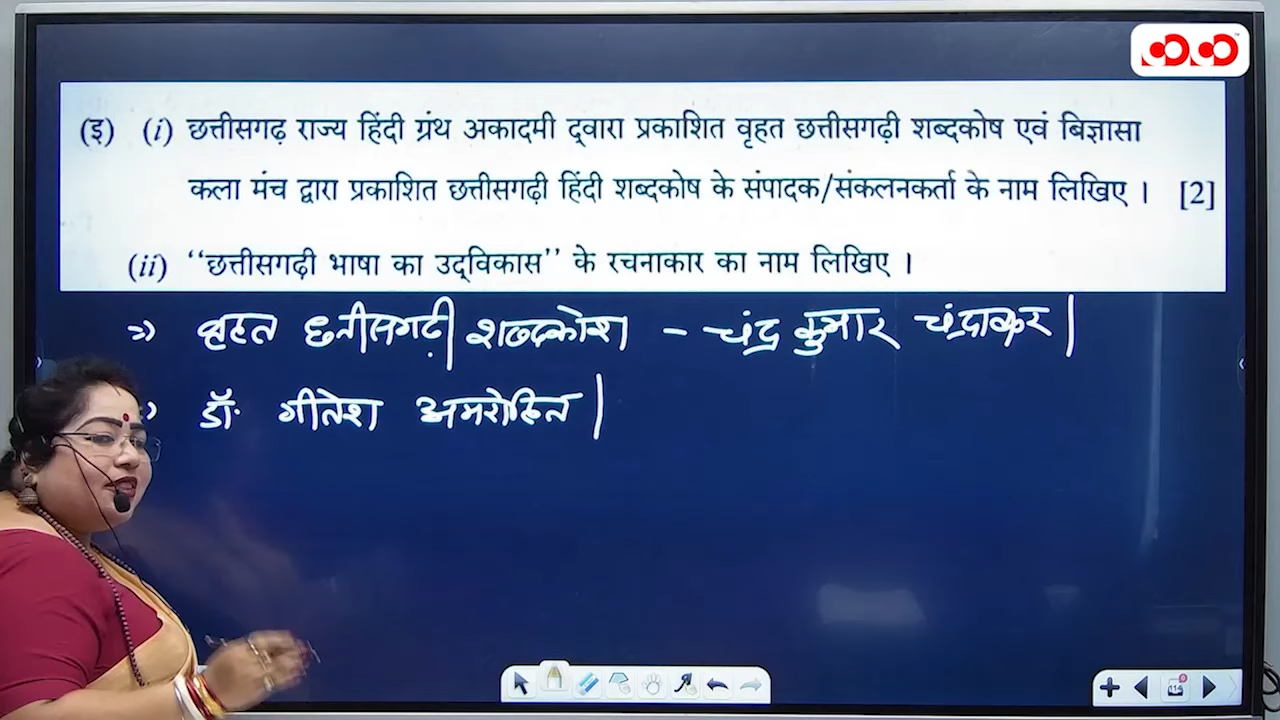 (इ) (i) छत्तीसगढ़ राज्य हिंदी ग्रंथ अकादमी द्वारा प्रकाशित वृहत छत्तीसगढ़ी शब्दकोष एवं बिज्ञासा
कला मंच द्वारा प्रकाशित छत्तीसगढ़ी हिंदी शब्दकोष के संपादक/संकलनकर्ता के नाम लिखिए । [2]
(ii) ‘‘छत्तीसगढ़ी भाषा का उद्विकास’’ के रचनाकार का नाम लिखिए ।
=> वृहत छत्तीसगढ़ी शब्दकोश – चंद्र कुमार चंद्राकर |
डॉ. गीतेश अमरोहित |
114